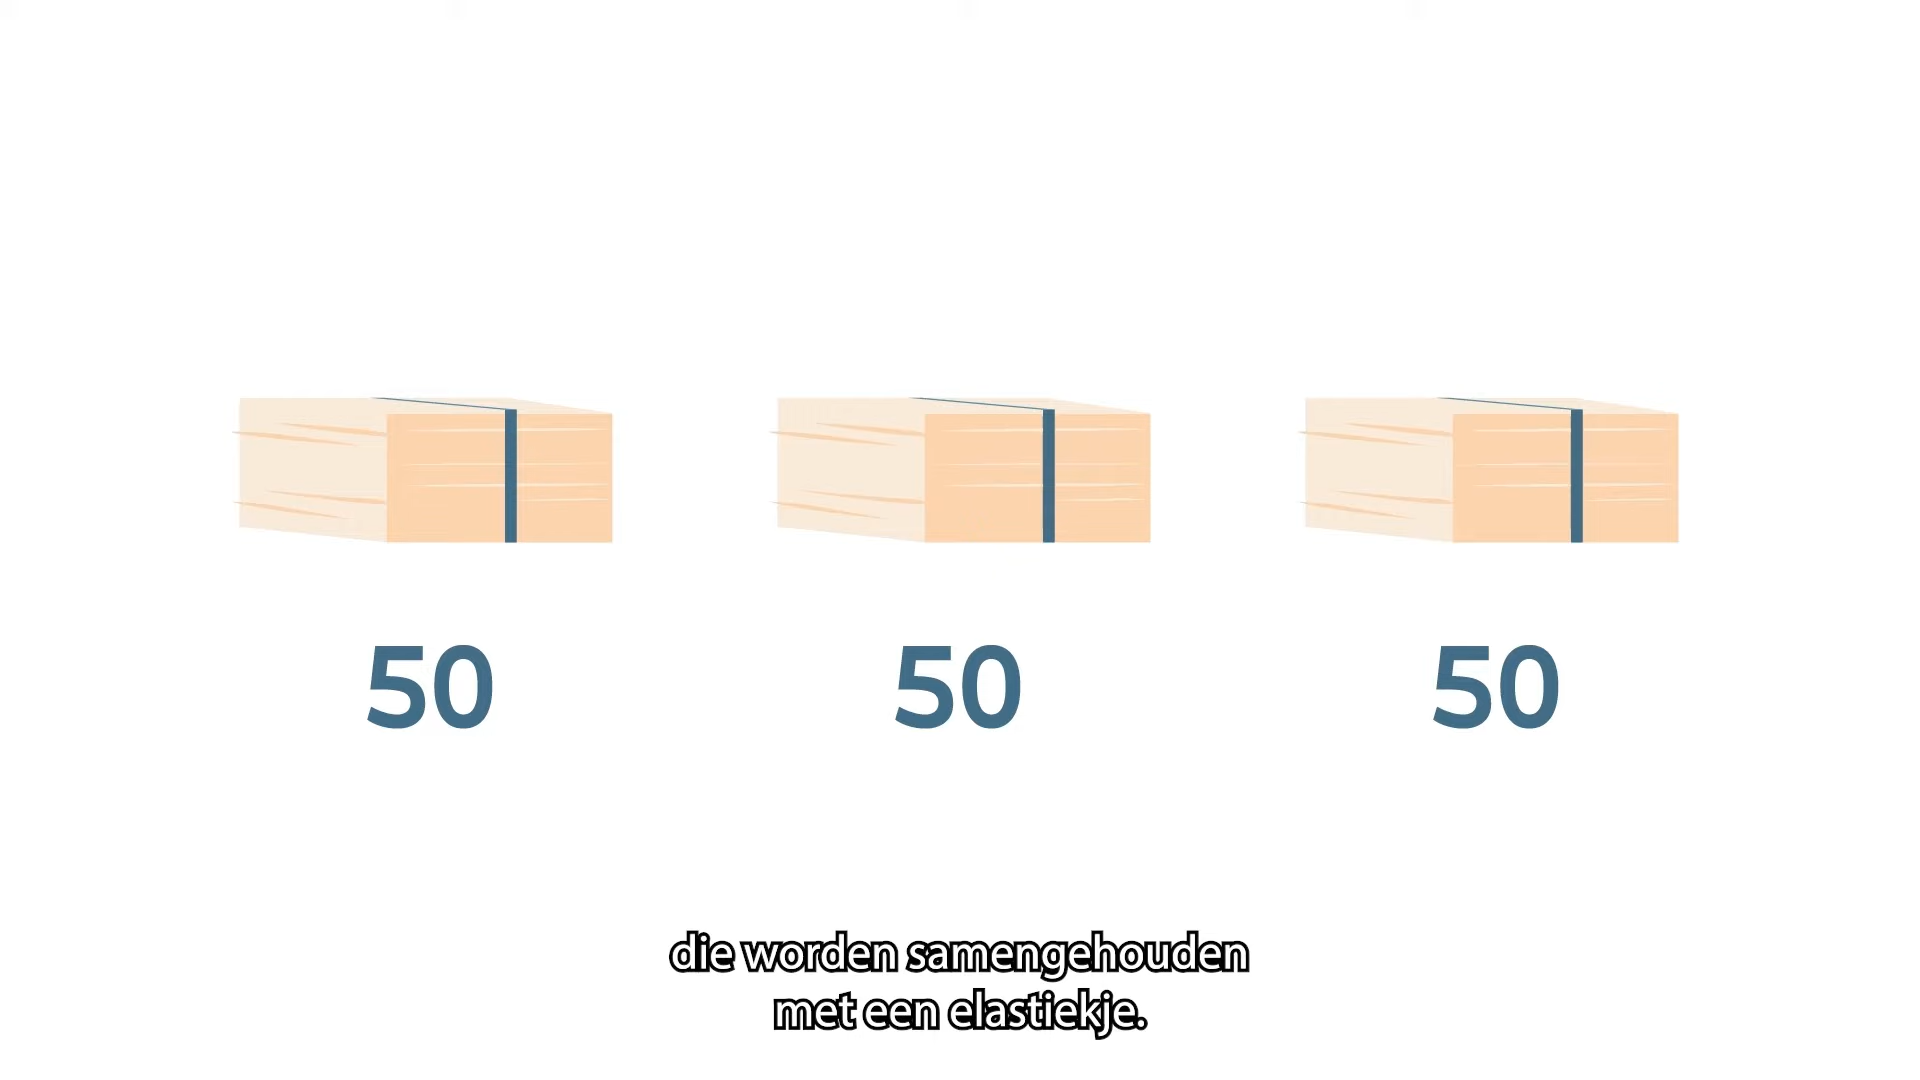 50 50 50
die worden samengehouden
met een elastiekje.